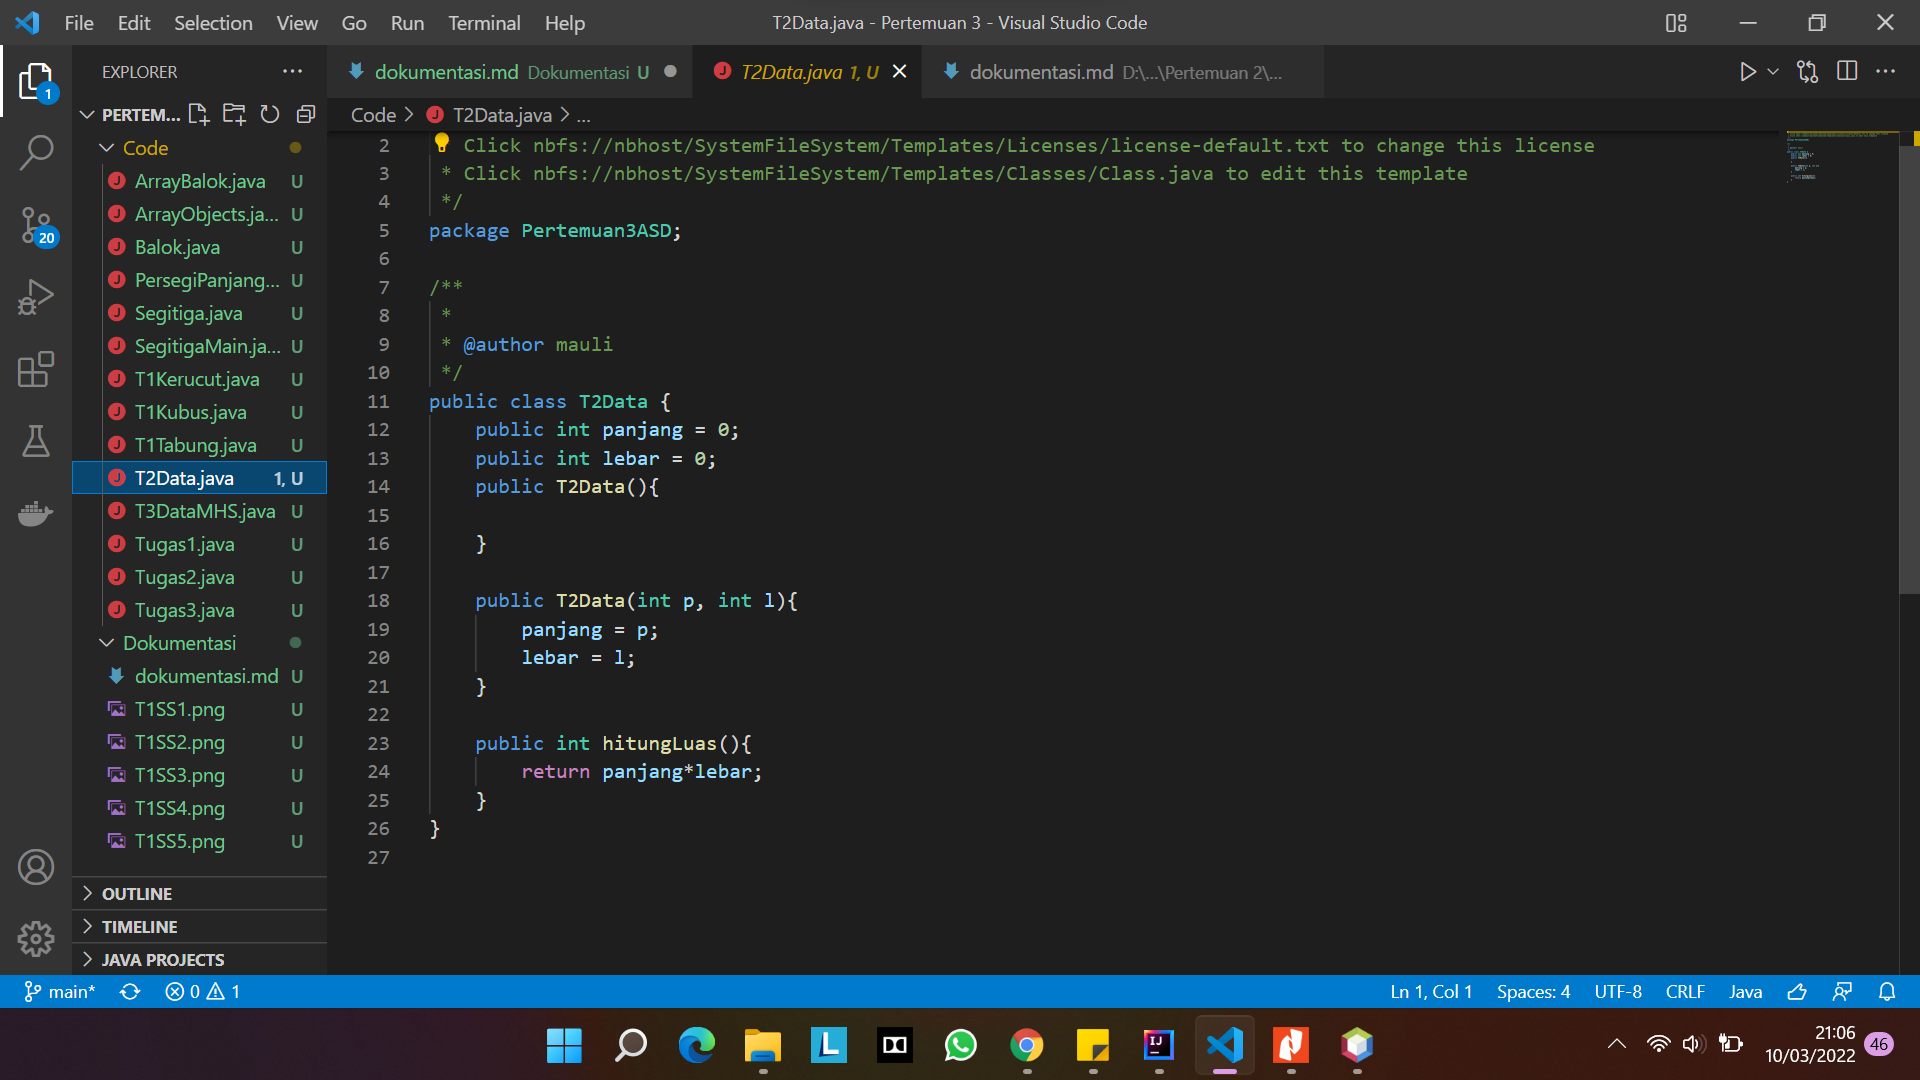 File Edit Selection View Go Run Terminal Help
T2Data.java - Pertemuan 3 - Visual Studio Code
EXPLORER
dokumentasi.md Dokumentasi U
T2Data.java 1, U
dokumentasi.md D:\...\Pertemuan 2\...
PERTEM...
Code > T2Data.java > ...
Code
ArrayBalok.java U
ArrayObjects.ja... U
Balok.java U
PersegiPanjang... U
Segitiga.java U
SegitigaMain.ja... U
T1Kerucut.java U
T1Kubus.java U
T1Tabung.java U
T2Data.java 1, U
T3DataMHS.java U
Tugas1.java U
Tugas2.java U
Tugas3.java U
Dokumentasi
dokumentasi.md U
T1SS1.png U
T1SS2.png U
T1SS3.png U
T1SS4.png U
T1SS5.png U
OUTLINE
TIMELINE
JAVA PROJECTS
1
20
2 Click nbfs://nbhost/SystemFileSystem/Templates/Licenses/license-default.txt to change this license
3 * Click nbfs://nbhost/SystemFileSystem/Templates/Classes/Class.java to edit this template
4 */
5 package Pertemuan3ASD;
6
7 /**
8 *
9 * @author mauli
10 */
11 public class T2Data {
12 public int panjang = 0;
13 public int lebar = 0;
14 public T2Data(){
15
16 }
17
18 public T2Data(int p, int l){
19 panjang = p;
20 lebar = l;
21 }
22
23 public int hitungLuas(){
24 return panjang*lebar;
25 }
26 }
27
main* 0 1
Ln 1, Col 1 Spaces: 4 UTF-8 CRLF Java
L
IJ
21:06
10/03/2022
46